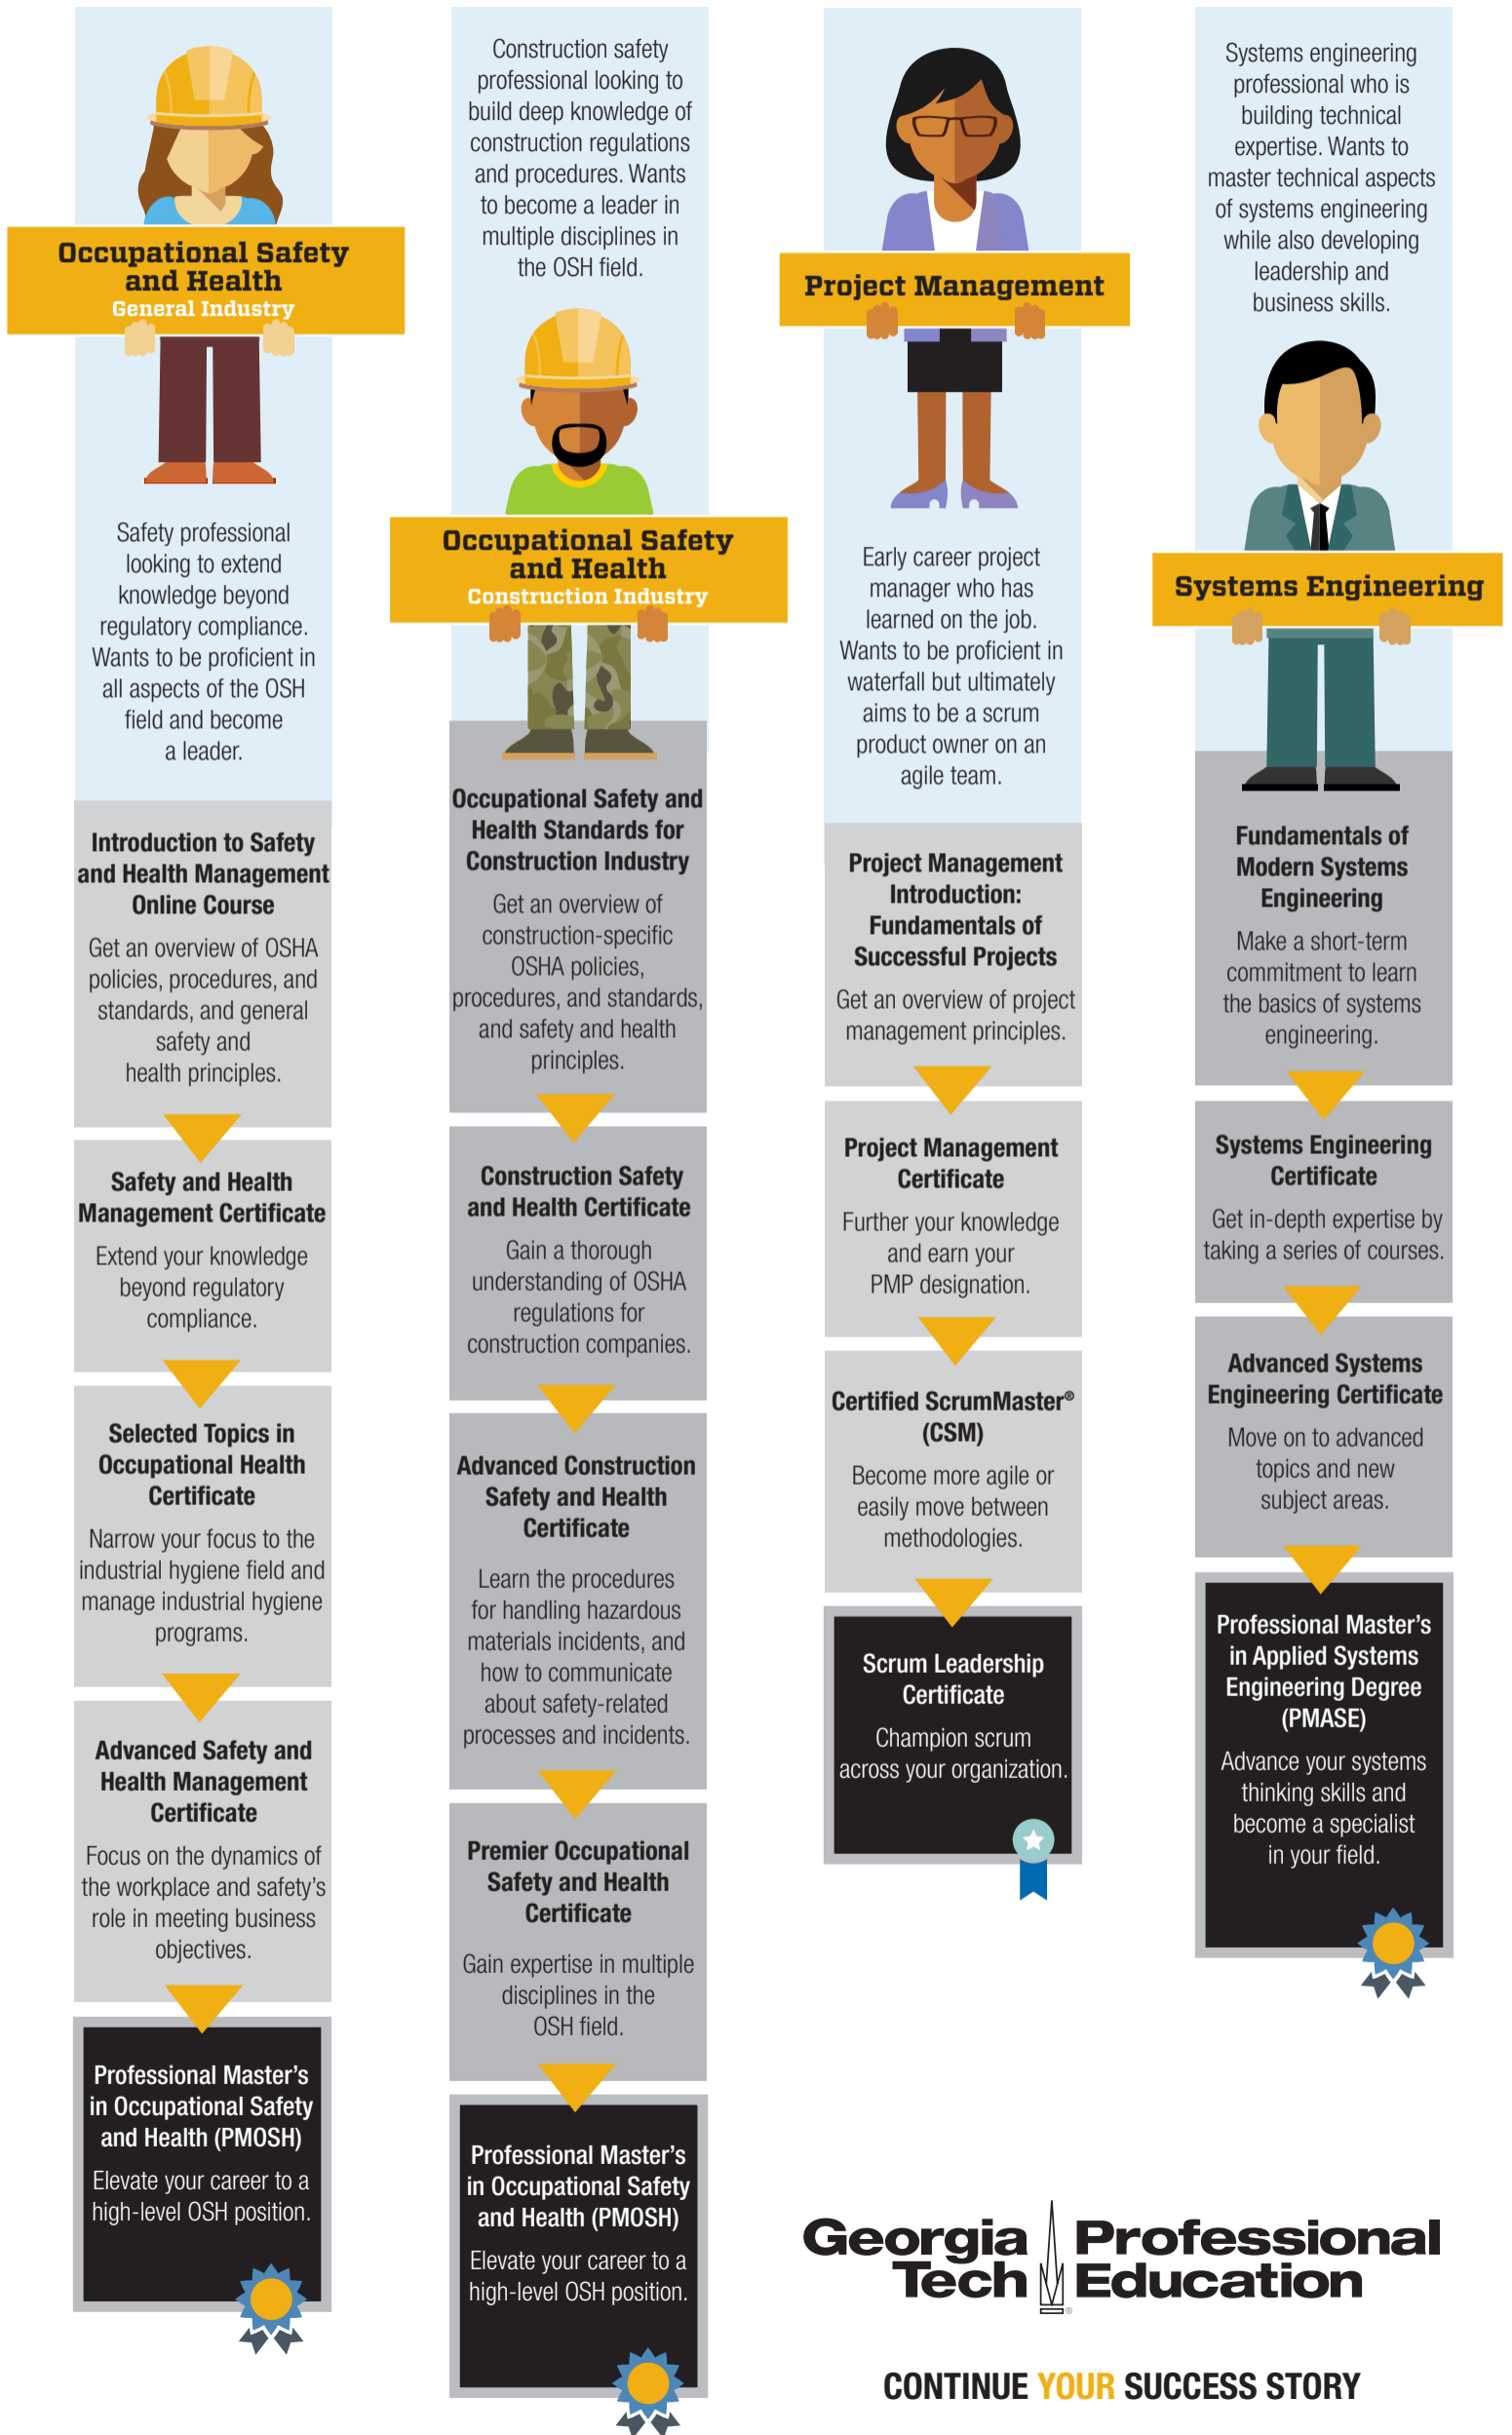 Occupational Safety
and Health
General Industry
Safety professional
looking to extend
knowledge beyond
regulatory compliance.
Wants to be proficient in
all aspects of the OSH
field and become
a leader.
Introduction to Safety
and Health Management
Online Course
Get an overview of OSHA
policies, procedures, and
standards, and general
safety and
health principles.
Safety and Health
Management Certificate
Extend your knowledge
beyond regulatory
compliance.
Selected Topics in
Occupational Health
Certificate
Narrow your focus to the
industrial hygiene field and
manage industrial hygiene
programs.
Advanced Safety and
Health Management
Certificate
Focus on the dynamics of
the workplace and safety's
role in meeting business
objectives.
Professional Master's
in Occupational Safety
and Health (PMOSH)
Elevate your career to a
high-level OSH position.
Construction safety
professional looking to
build deep knowledge of
construction regulations
and procedures. Wants
to become a leader in
multiple disciplines in
the OSH field.
Occupational Safety
and Health
Construction Industry
Occupational Safety and
Health Standards for
Construction Industry
Get an overview of
construction-specific
OSHA policies,
procedures, and standards,
and safety and health
principles.
Construction Safety
and Health Certificate
Gain a thorough
understanding of OSHA
regulations for
construction companies.
Advanced Construction
Safety and Health
Certificate
Learn the procedures
for handling hazardous
materials incidents, and
how to communicate
about safety-related
processes and incidents.
Premier Occupational
Safety and Health
Certificate
Gain expertise in multiple
disciplines in the
OSH field.
Professional Master's
in Occupational Safety
and Health (PMOSH)
Elevate your career to a
high-level OSH position.
Project Management
Early career project
manager who has
learned on the job.
Wants to be proficient in
waterfall but ultimately
aims to be a scrum
product owner on an
agile team.
Project Management
Introduction:
Fundamentals of
Successful Projects
Get an overview of project
management principles.
Project Management
Certificate
Further your knowledge
and earn your
PMP designation.
Certified ScrumMaster®
(CSM)
Become more agile or
easily move between
methodologies.
Scrum Leadership
Certificate
Champion scrum
across your organization.
Systems engineering
professional who is
building technical
expertise. Wants to
master technical aspects
of systems engineering
while also developing
leadership and
business skills.
Systems Engineering
Fundamentals of
Modern Systems
Engineering
Make a short-term
commitment to learn
the basics of systems
engineering.
Systems Engineering
Certificate
Get in-depth expertise by
taking a series of courses.
Advanced Systems
Engineering Certificate
Move on to advanced
topics and new
subject areas.
Professional Master's
in Applied Systems
Engineering Degree
(PMASE)
Advance your systems
thinking skills and
become a specialist
in your field.
Georgia Professional
Tech Education
®
CONTINUE YOUR SUCCESS STORY